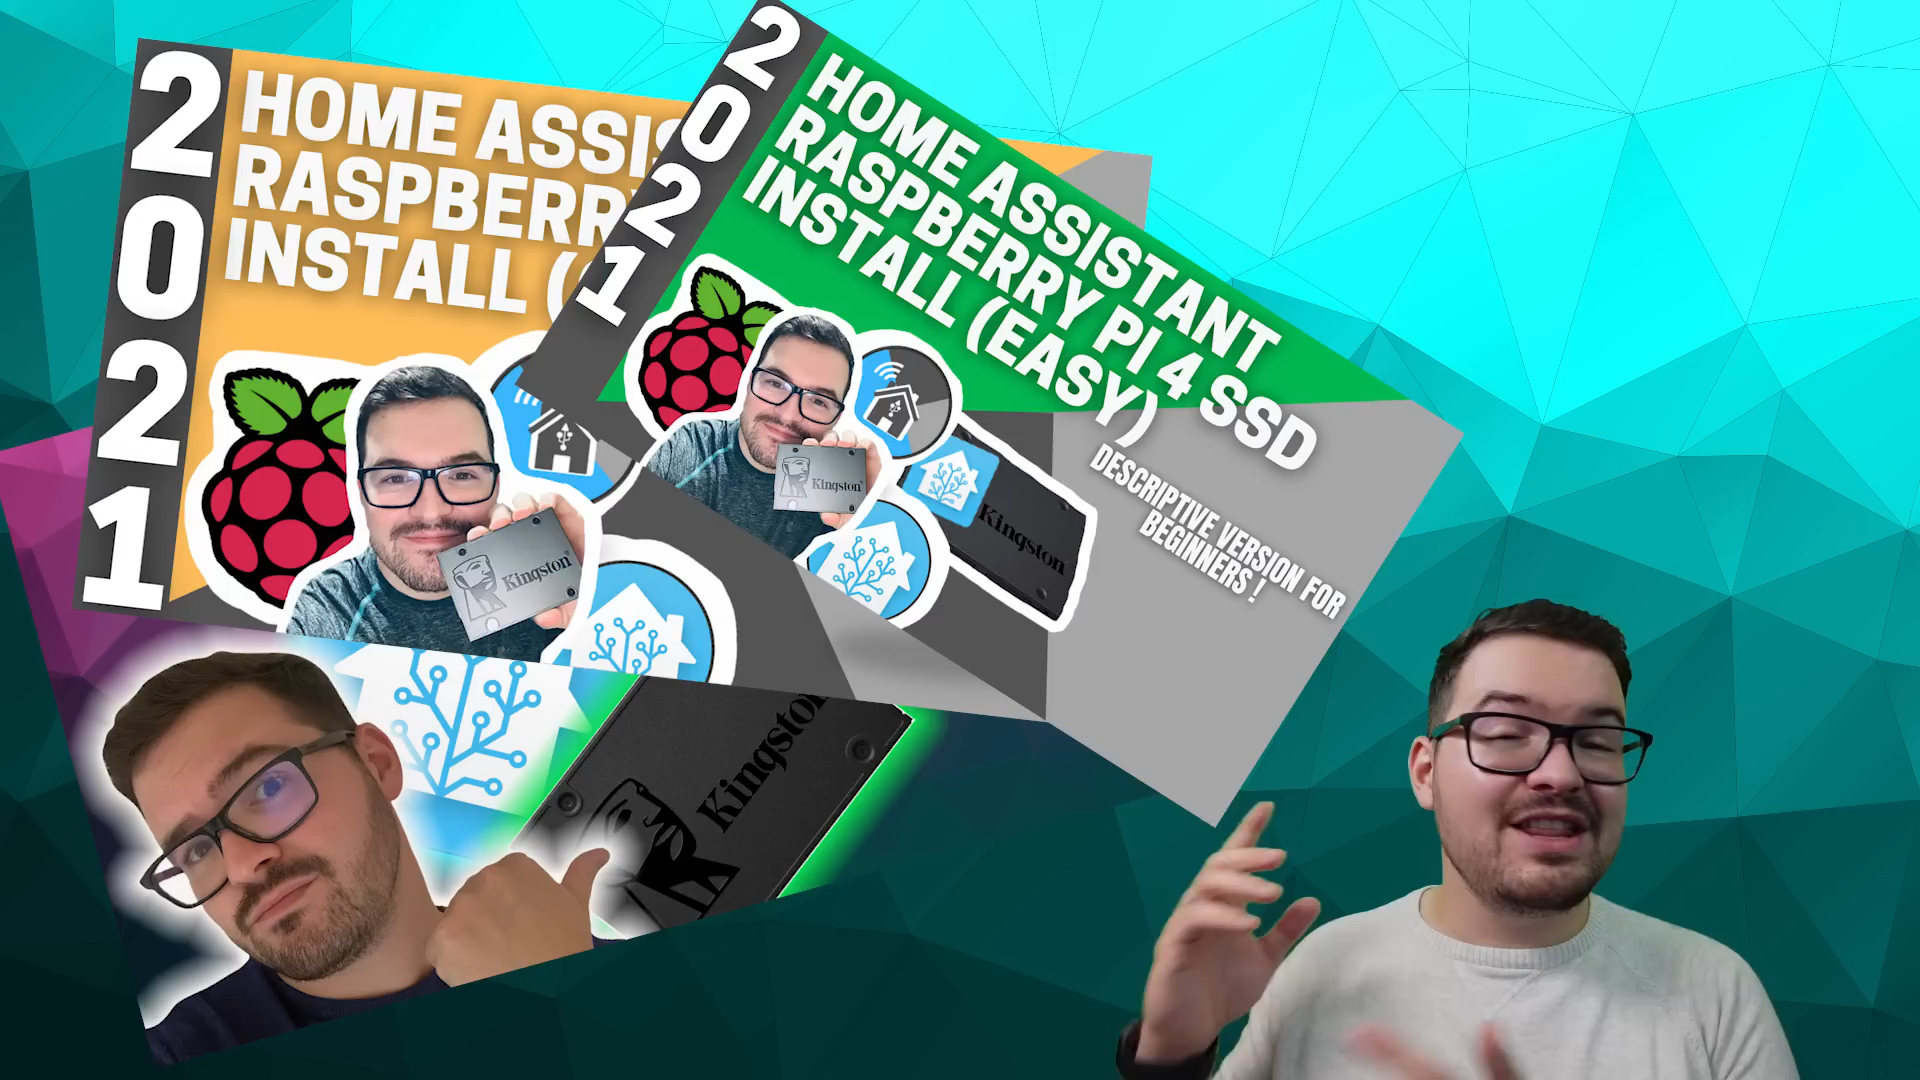 2021
HOME ASSIS
RASPBERR
INSTALL (
Kingston
2021
HOME ASSISTANT
RASPBERRY PI 4 SSD
INSTALL (EASY)
DESCRIPTIVE VERSION FOR
BEGINNERS !
Kingston
Kingston
Kingston